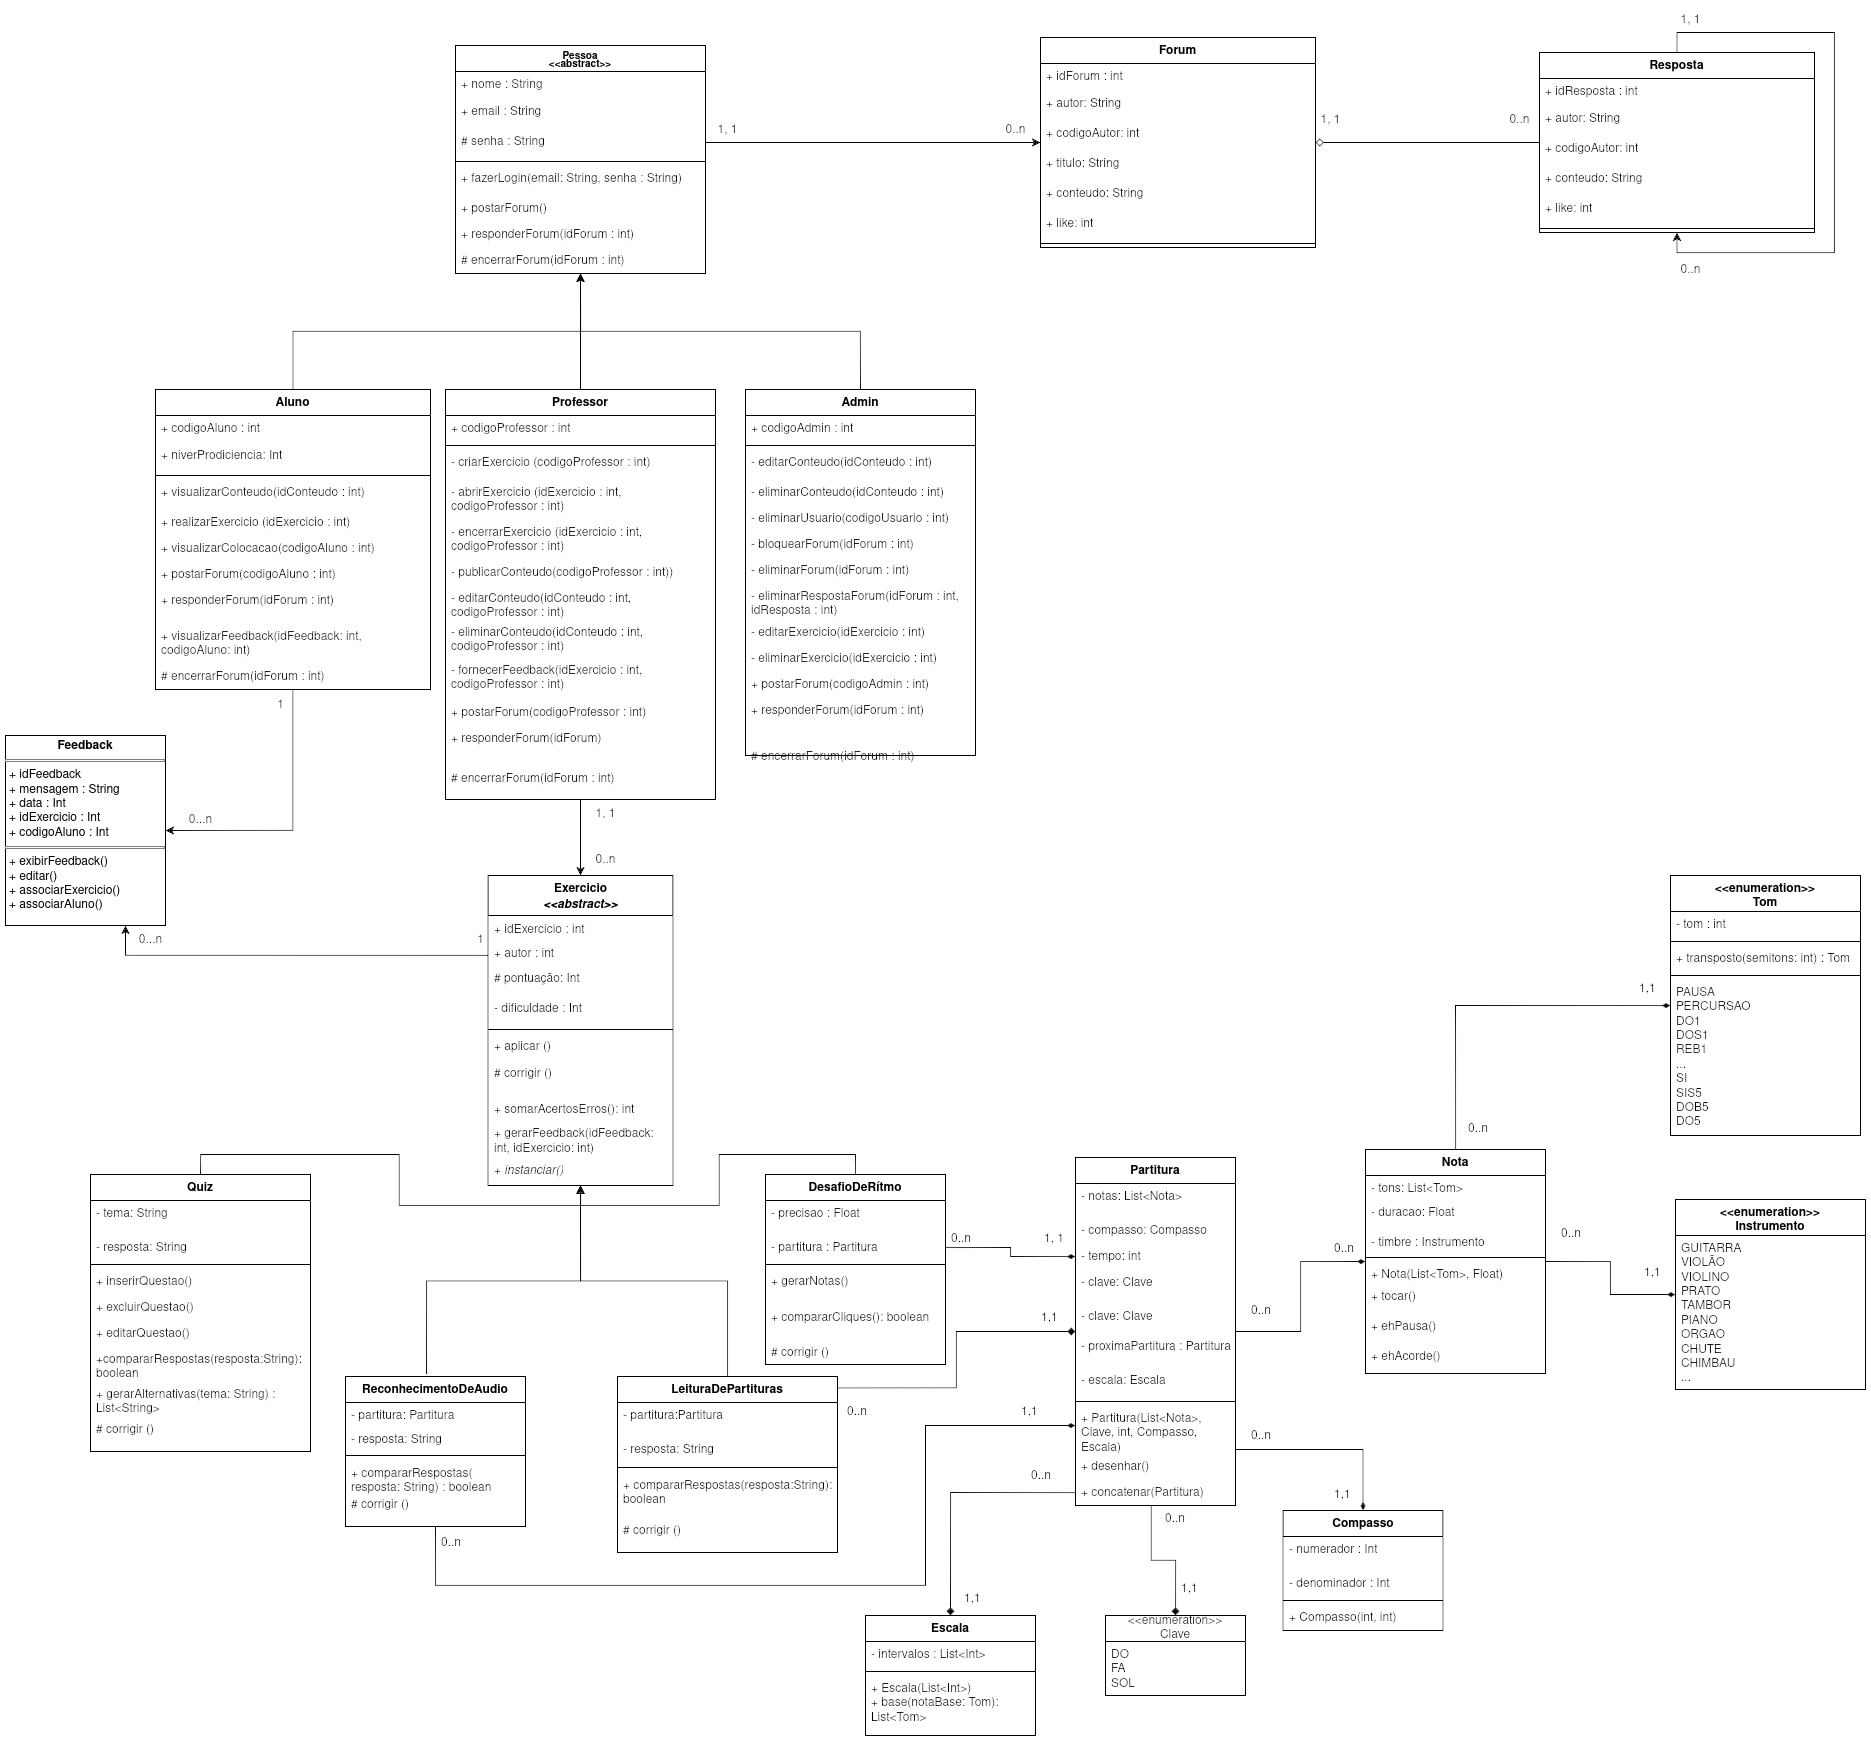 Pessoa
<<abstract>>
+ nome : String
+ email : String
# senha : String
+ fazerLogin(email: String, senha : String)
+ postarForum()
+ responderForum(idForum : int)
# encerrarForum(idForum : int)
1, 1
0..n
Forum
+ idForum : int
+ autor: String
+ codigoAutor: int
+ titulo: String
+ conteudo: String
+ like: int
1, 1
0..n
1, 1
Resposta
+ idResposta : int
+ autor: String
+ codigoAutor: int
+ conteudo: String
+ like: int
0..n
Aluno
+ codigoAluno : int
+ niverProdiciencia: Int
+ visualizarConteudo(idConteudo : int)
+ realizarExercicio (idExercicio : int)
+ visualizarColocacao(codigoAluno : int)
+ postarForum(codigoAluno : int)
+ responderForum(idForum : int)
+ visualizarFeedback(idFeedback: int,
codigoAluno: int)
# encerrarForum(idForum : int)
1
Professor
+ codigoProfessor : int
- criarExercicio (codigoProfessor : int)
- abrirExercicio (idExercicio : int,
codigoProfessor : int)
- encerrarExercicio (idExercicio : int,
codigoProfessor : int)
- publicarConteudo(codigoProfessor : int))
- editarConteudo(idConteudo : int,
codigoProfessor : int)
- eliminarConteudo(idConteudo : int,
codigoProfessor : int)
- fornecerFeedback(idExercicio : int,
codigoProfessor : int)
+ postarForum(codigoProfessor : int)
+ responderForum(idForum)
# encerrarForum(idForum : int)
1, 1
0..n
Admin
+ codigoAdmin : int
- editarConteudo(idConteudo : int)
- eliminarConteudo(idConteudo : int)
- eliminarUsuario(codigoUsuario : int)
- bloquearForum(idForum : int)
- eliminarForum(idForum : int)
- eliminarRespostaForum(idForum : int,
idResposta : int)
- editarExercicio(idExercicio : int)
- eliminarExercicio(idExercicio : int)
+ postarForum(codigoAdmin : int)
+ responderForum(idForum : int)
# encerrarForum(idForum : int)
Feedback
+ idFeedback
+ mensagem : String
+ data : Int
+ idExercicio : Int
+ codigoAluno : Int
+ exibirFeedback()
+ editar()
+ associarExercicio()
+ associarAluno()
0...n
0...n
1
Exercicio
<<abstract>>
+ idExercicio : int
+ autor : int
# pontuação: Int
- dificuldade : Int
+ aplicar ()
# corrigir ()
+ somarAcertosErros(): int
+ gerarFeedback(idFeedback:
int, idExercicio: int)
+ instanciar()
<<enumeration>>
Tom
- tom : int
+ transposto(semitons: int) : Tom
PAUSA
PERCURSAO
DO1
DOS1
REB1
...
SI
SIS5
DOB5
DO5
1,1
0..n
Quiz
- tema: String
- resposta: String
+ inserirQuestao()
+ excluirQuestao()
+ editarQuestao()
+compararRespostas(resposta:String):
boolean
+ gerarAlternativas(tema: String) :
List<String>
# corrigir ()
DesafioDeRítmo
- precisao : Float
- partitura : Partitura
+ gerarNotas()
+ compararCliques(): boolean
# corrigir ()
0..n
1, 1
Partitura
- notas: List<Nota>
- compasso: Compasso
- tempo: int
- clave: Clave
- clave: Clave
- proximaPartitura : Partitura
- escala: Escala
+ Partitura(List<Nota>,
Clave, int, Compasso,
Escala)
+ desenhar()
+ concatenar(Partitura)
Nota
- tons: List<Tom>
- duracao: Float
- timbre : Instrumento
+ Nota(List<Tom>, Float)
+ tocar()
+ ehPausa()
+ ehAcorde()
0..n
0..n
0..n
1,1
<<enumeration>>
Instrumento
GUITARRA
VIOLÃO
VIOLINO
PRATO
TAMBOR
PIANO
ORGAO
CHUTE
CHIMBAU
...
ReconhecimentoDeAudio
- partitura: Partitura
- resposta: String
+ compararRespostas(
resposta: String) : boolean
# corrigir ()
0..n
LeituraDePartituras
- partitura:Partitura
- resposta: String
+ compararRespostas(resposta:String):
boolean
# corrigir ()
0..n
1,1
1,1
0..n
0..n
1,1
0..n
1,1
1,1
Compasso
- numerador : Int
- denominador : Int
+ Compasso(int, int)
Escala
- intervalos : List<Int>
+ Escala(List<Int>)
+ base(notaBase: Tom):
List<Tom>
<<enumeration>>
Clave
DO
FA
SOL